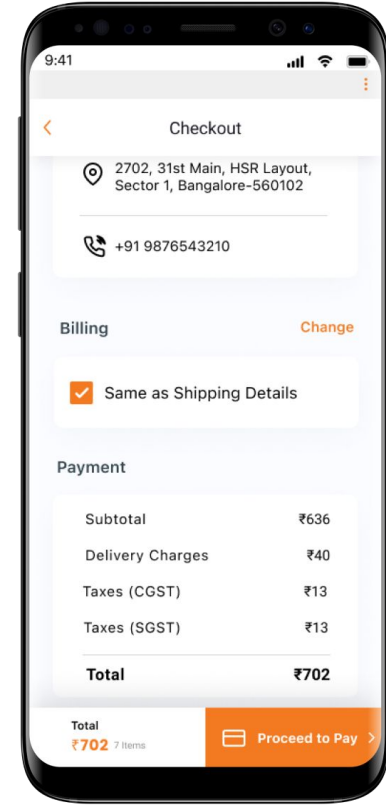 9:41
Checkout
2702, 31st Main, HSR Layout,
Sector 1, Bangalore-560102
+91 9876543210
Billing Change
Same as Shipping Details
Payment
Subtotal ₹636
Delivery Charges ₹40
Taxes (CGST) ₹13
Taxes (SGST) ₹13
Total ₹702
Total
₹702 7 Items
Proceed to Pay